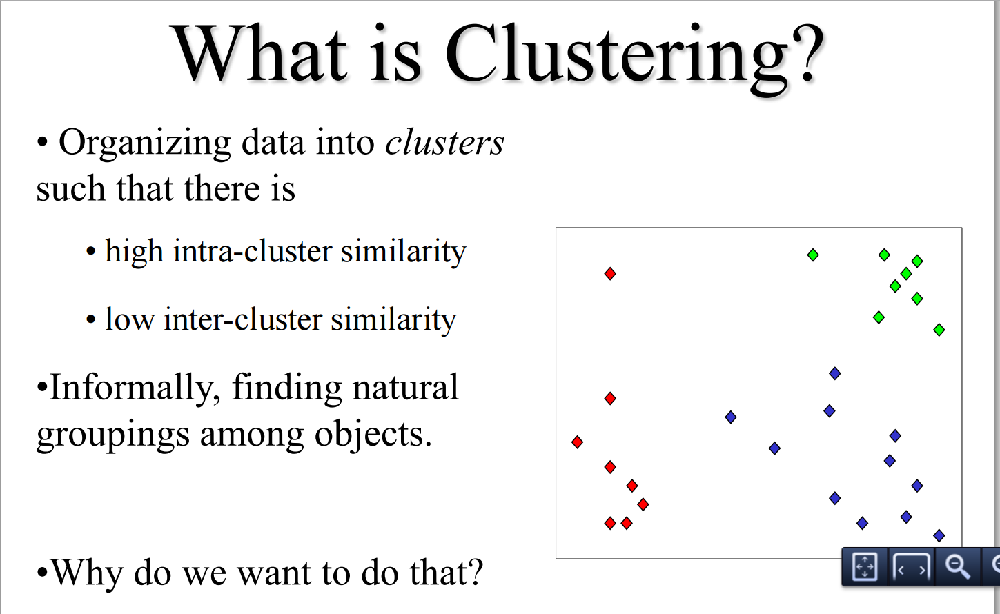 What is Clustering?
• Organizing data into clusters
such that there is
• high intra-cluster similarity
• low inter-cluster similarity
•Informally, finding natural
groupings among objects.
•Why do we want to do that?